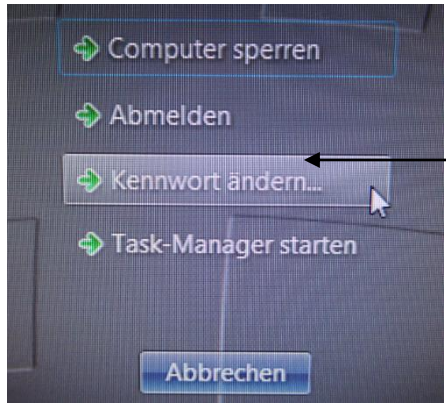 Computer sperren
Abmelden
Kennwort ändern...
Task-Manager starten
Abbrechen